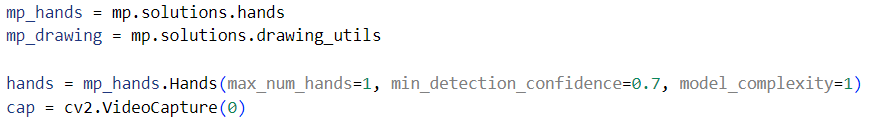 mp_hands = mp.solutions.hands
mp_drawing = mp.solutions.drawing_utils
hands = mp_hands.Hands(max_num_hands=1, min_detection_confidence=0.7, model_complexity=1)
cap = cv2.VideoCapture(0)